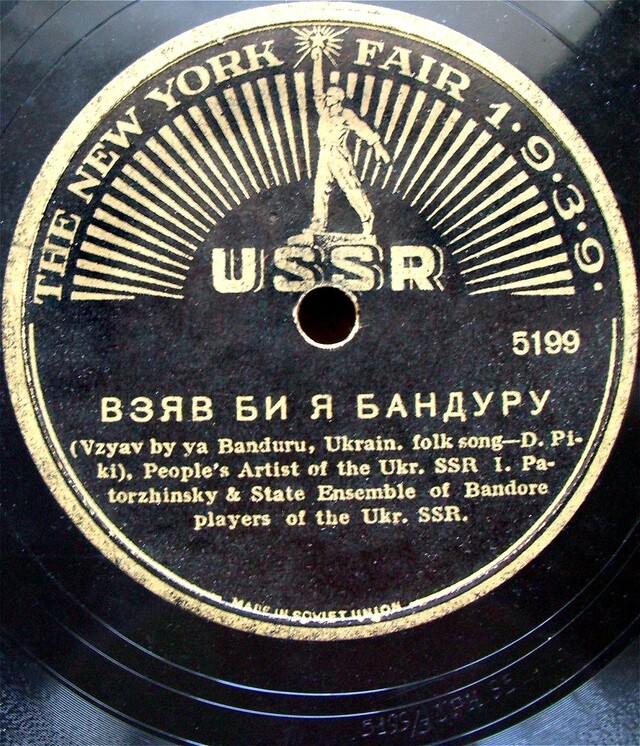 THE NEW YORK FAIR 1.9.3.9.
USSR
5199
ВЗЯВ БИ Я БАНДУРУ
(Vzyav by ya Banduru, Ukrain. folk song—D. Pi-
ki), People's Artist of the Ukr. SSR I. Pa-
torzhinsky & State Ensemble of Bandore
players of the Ukr. SSR.
MADE IN SOVIET UNION